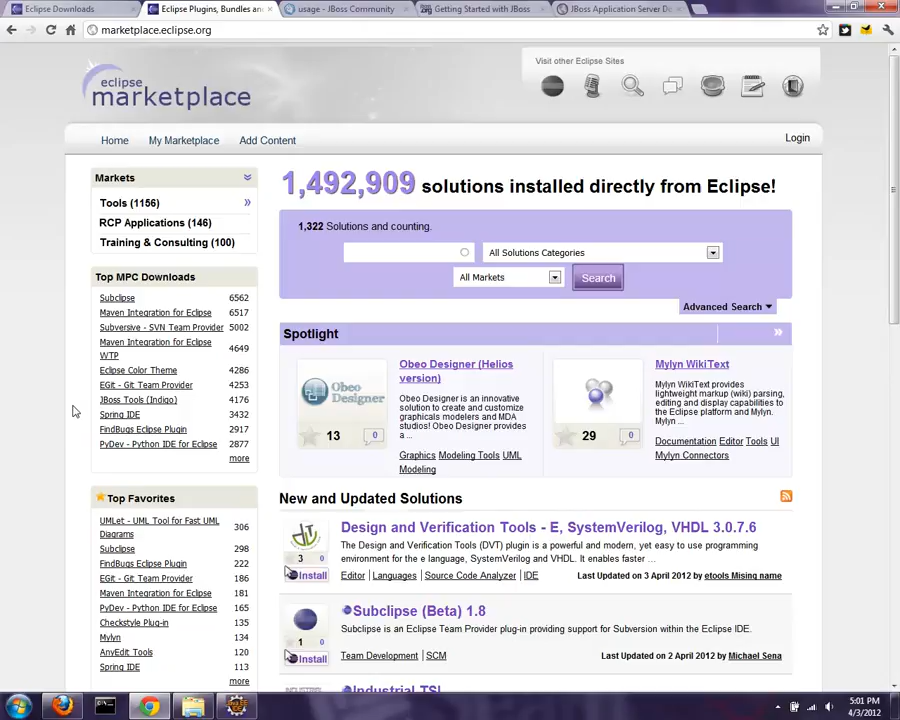 Eclipse Downloads
Eclipse Plugins, Bundles an
usage - JBoss Community
Getting Started with JBoss
JBoss Application Server De
marketplace.eclipse.org
eclipse
marketplace
Visit other Eclipse Sites
Home
My Marketplace
Add Content
Login
Markets
Tools (1156)
RCP Applications (146)
Training & Consulting (100)
Top MPC Downloads
Subclipse 6562
Maven Integration for Eclipse 6517
Subversive - SVN Team Provider 5002
Maven Integration for Eclipse WTP 4649
Eclipse Color Theme 4286
EGit - Git Team Provider 4253
JBoss Tools (Indigo) 4176
Spring IDE 3432
FindBugs Eclipse Plugin 2917
PyDev - Python IDE for Eclipse 2877
more
Top Favorites
UMLet - UML Tool for Fast UML Diagrams 306
Subclipse 298
FindBugs Eclipse Plugin 212
EGit - Git Team Provider 186
Maven Integration for Eclipse 181
PyDev - Python IDE for Eclipse 165
Checkstyle Plug-in 135
Mylyn 134
AnyEdit Tools 120
Spring IDE 113
more
1,492,909 solutions installed directly from Eclipse!
1,322 Solutions and counting.
All Solutions Categories
All Markets
Search
Advanced Search
Spotlight
Obeo Designer
13
0
Obeo Designer (Helios
version)
Obeo Designer is an innovative
solution to create and customize
graphicals modelers and MDA
studios! Obeo Designer provides
a ...
Graphics Modeling Tools UML
Modeling
29
0
Mylyn WikiText
Mylyn WikiText provides
lightweight markup (wiki) parsing,
editing and display capabilities to
the Eclipse platform and Mylyn.
Mylyn ...
Documentation Editor Tools UI
Mylyn Connectors
New and Updated Solutions
DVT
3 0
Install
Design and Verification Tools - E, SystemVerilog, VHDL 3.0.7.6
The Design and Verification Tools (DVT) plugin is a powerful and modern, yet easy to use programming
environment for the e language, SystemVerilog and VHDL. It enables faster ...
Editor Languages Source Code Analyzer IDE
Last Updated on 3 April 2012 by etools Mising name
1 0
Install
Subclipse (Beta) 1.8
Subclipse is an Eclipse Team Provider plug-in providing support for Subversion within the Eclipse IDE.
Team Development SCM
Last Updated on 2 April 2012 by Michael Sena
Industrial TSI
5:01 PM
4/3/2012